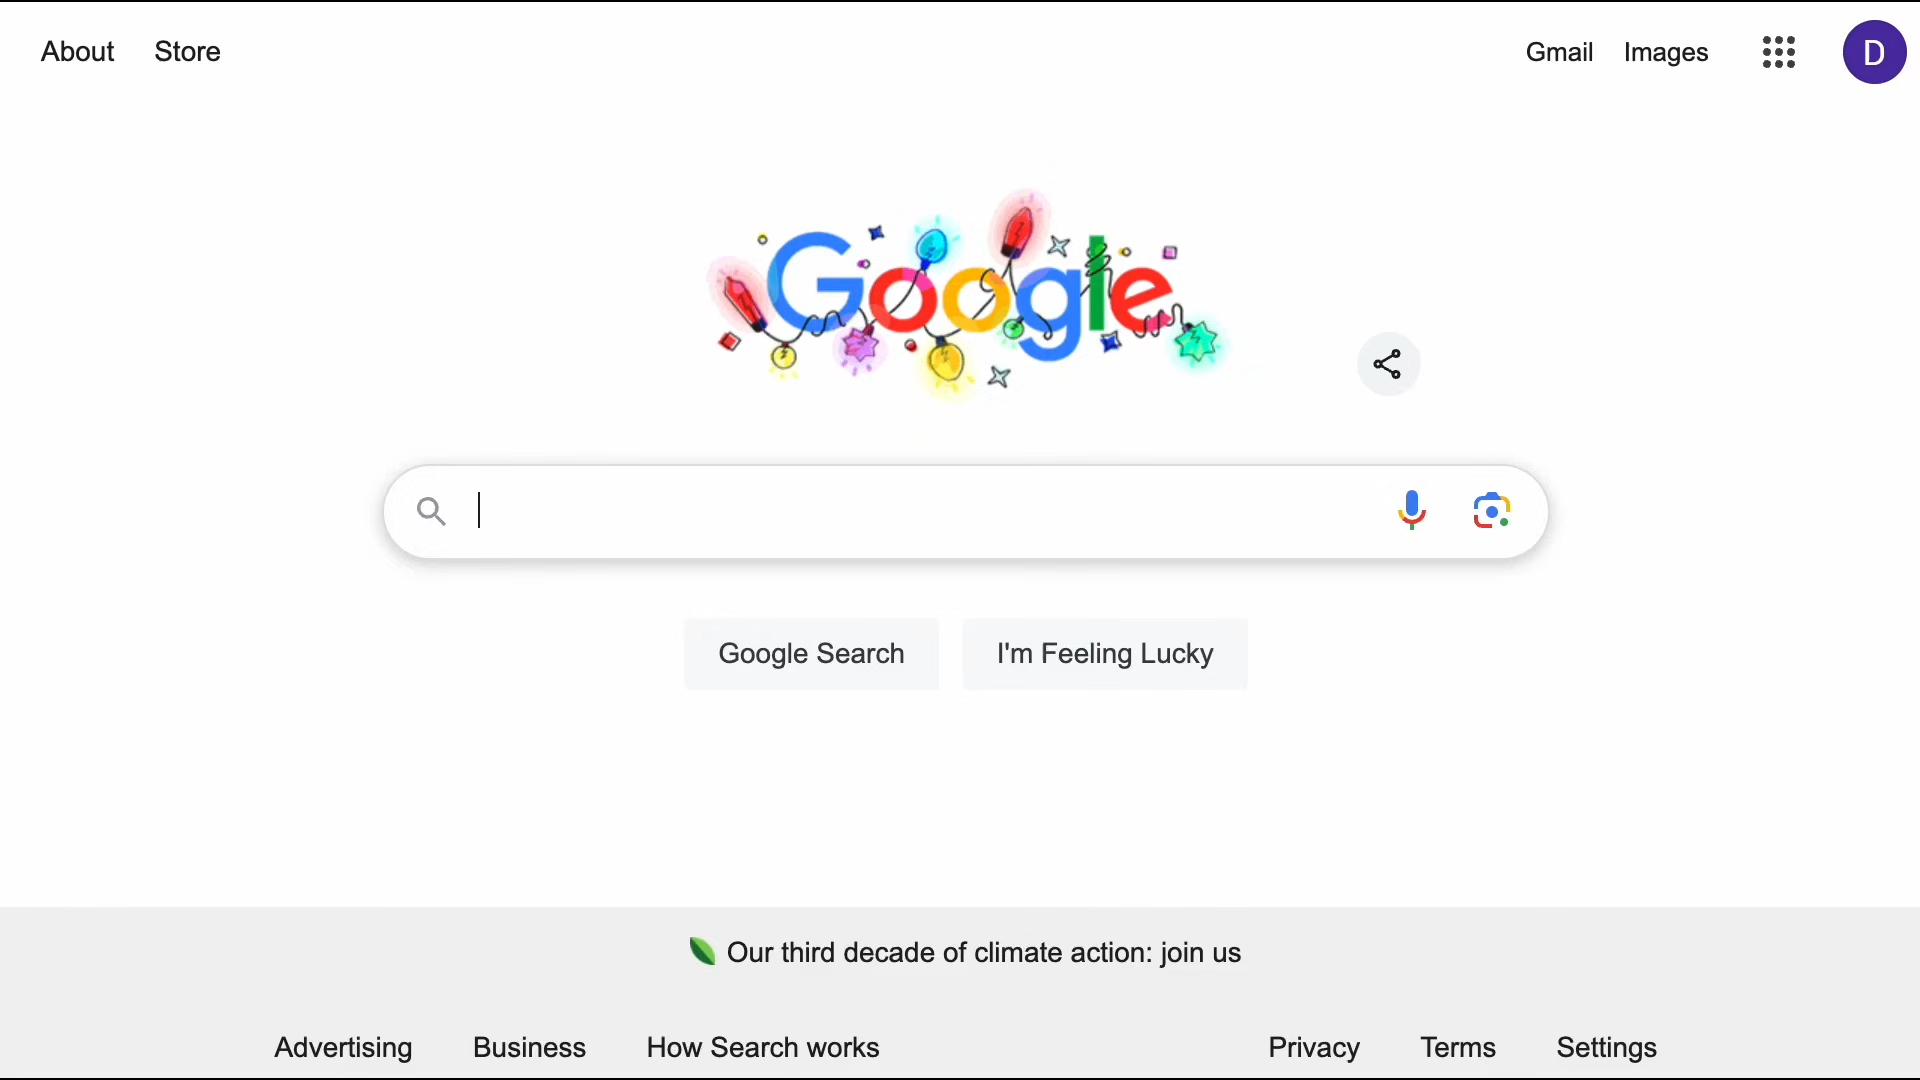 About Store Gmail Images D
Google
Google Search I'm Feeling Lucky
Our third decade of climate action: join us
Advertising Business How Search works Privacy Terms Settings